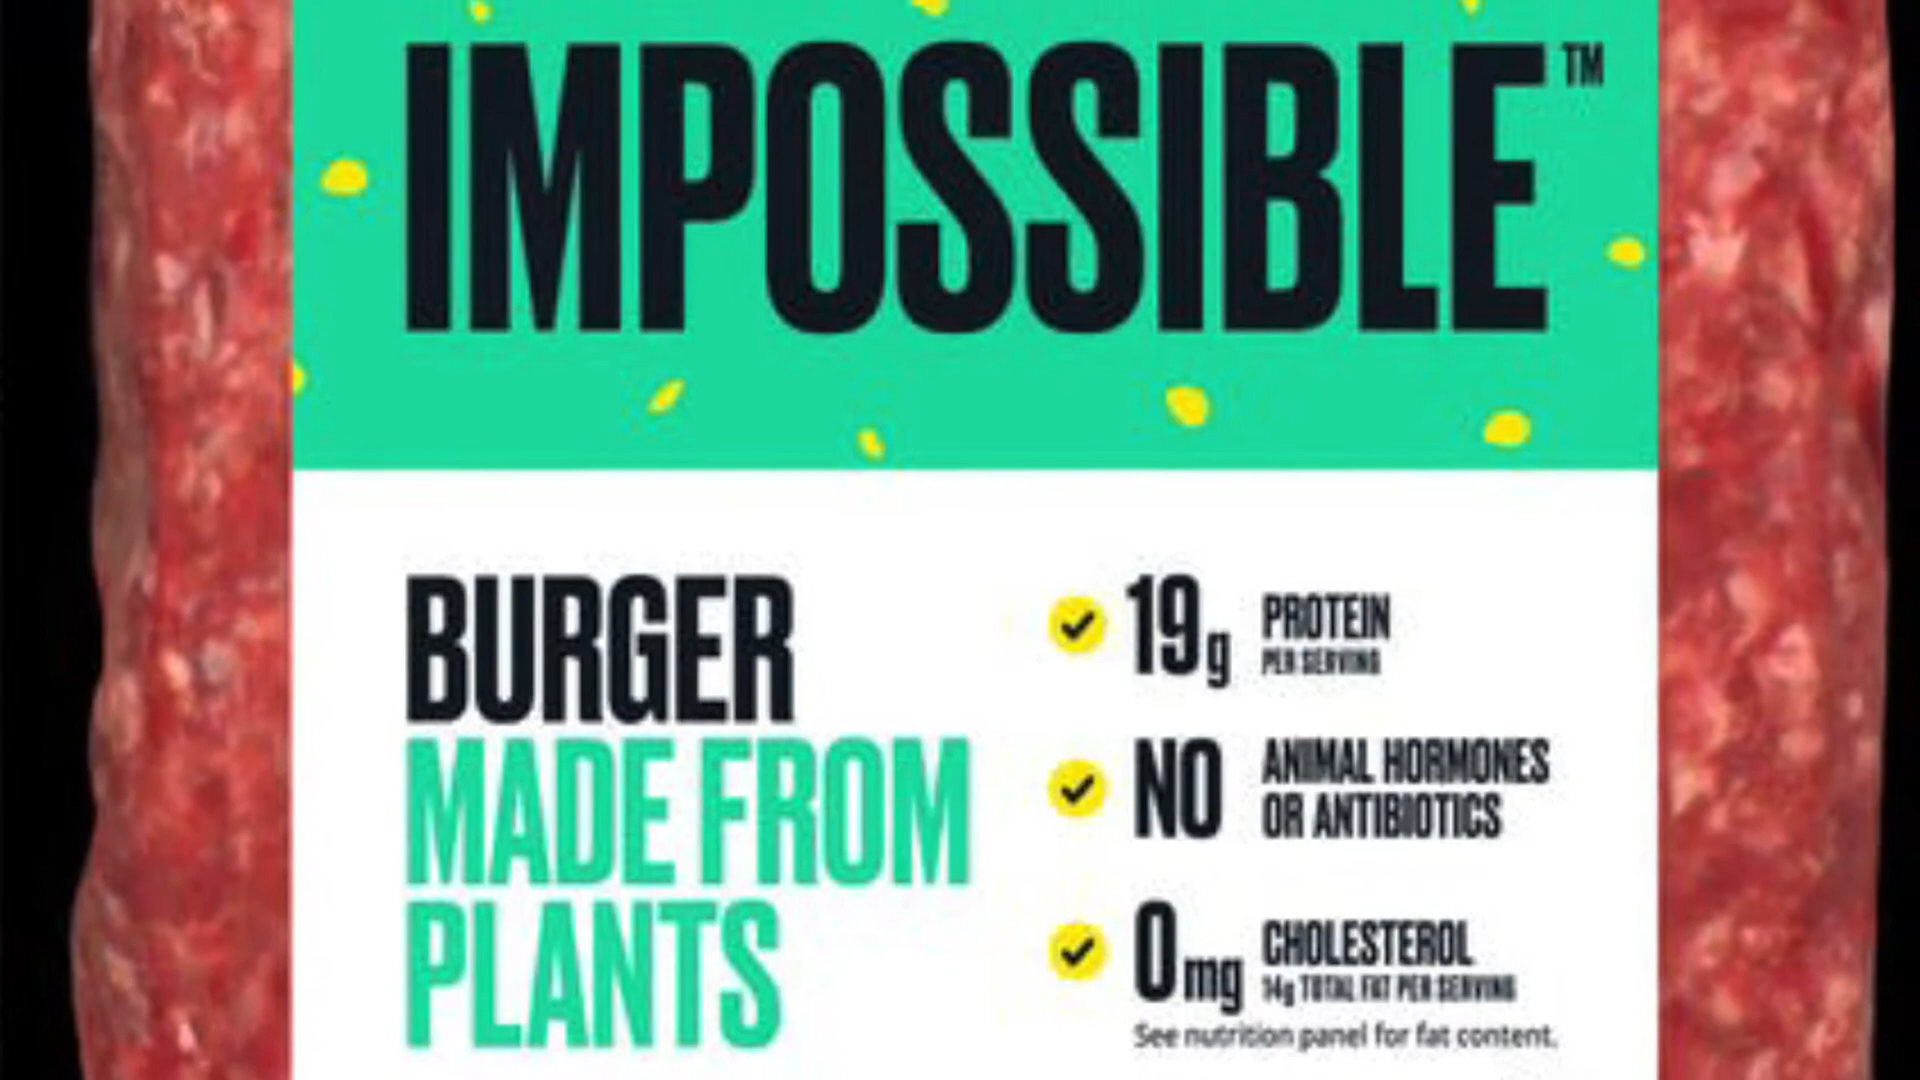 IMPOSSIBLE™
BURGER
MADE FROM
PLANTS
19g PROTEIN
PER SERVING
NO ANIMAL HORMONES
OR ANTIBIOTICS
0mg CHOLESTEROL
14g TOTAL FAT PER SERVING
See nutrition panel for fat content.